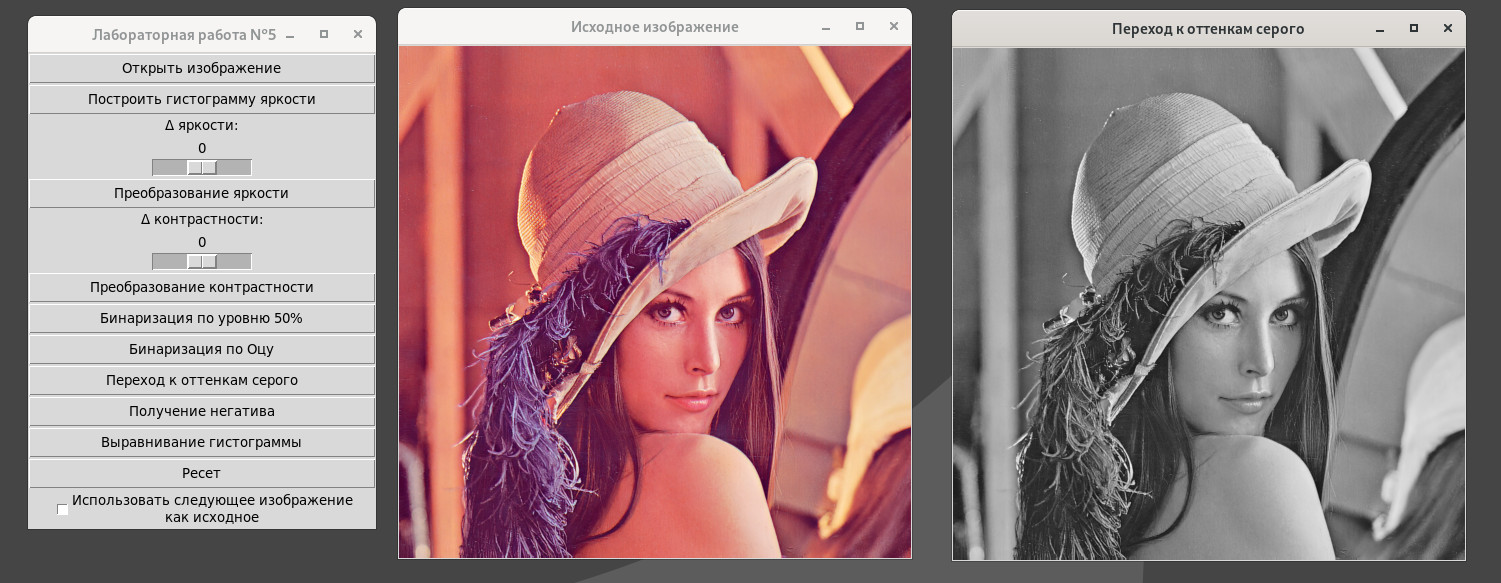 Лабораторная работа №5
Открыть изображение
Построить гистограмму яркости
Δ яркости:
0
Преобразование яркости
Δ контрастности:
0
Преобразование контрастности
Бинаризация по уровню 50%
Бинаризация по Оцу
Переход к оттенкам серого
Получение негатива
Выравнивание гистограммы
Ресет
Использовать следующее изображение
как исходное
Исходное изображение
Переход к оттенкам серого